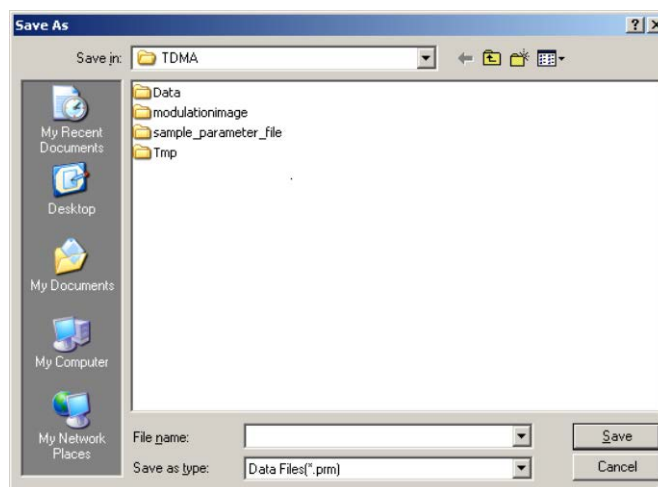 Save As
Save in: TDMA
Data
modulationimage
sample_parameter_file
Tmp
My Recent
Documents
Desktop
My Documents
My Computer
My Network
Places
File name:
Save
Save as type: Data Files(*.prm)
Cancel